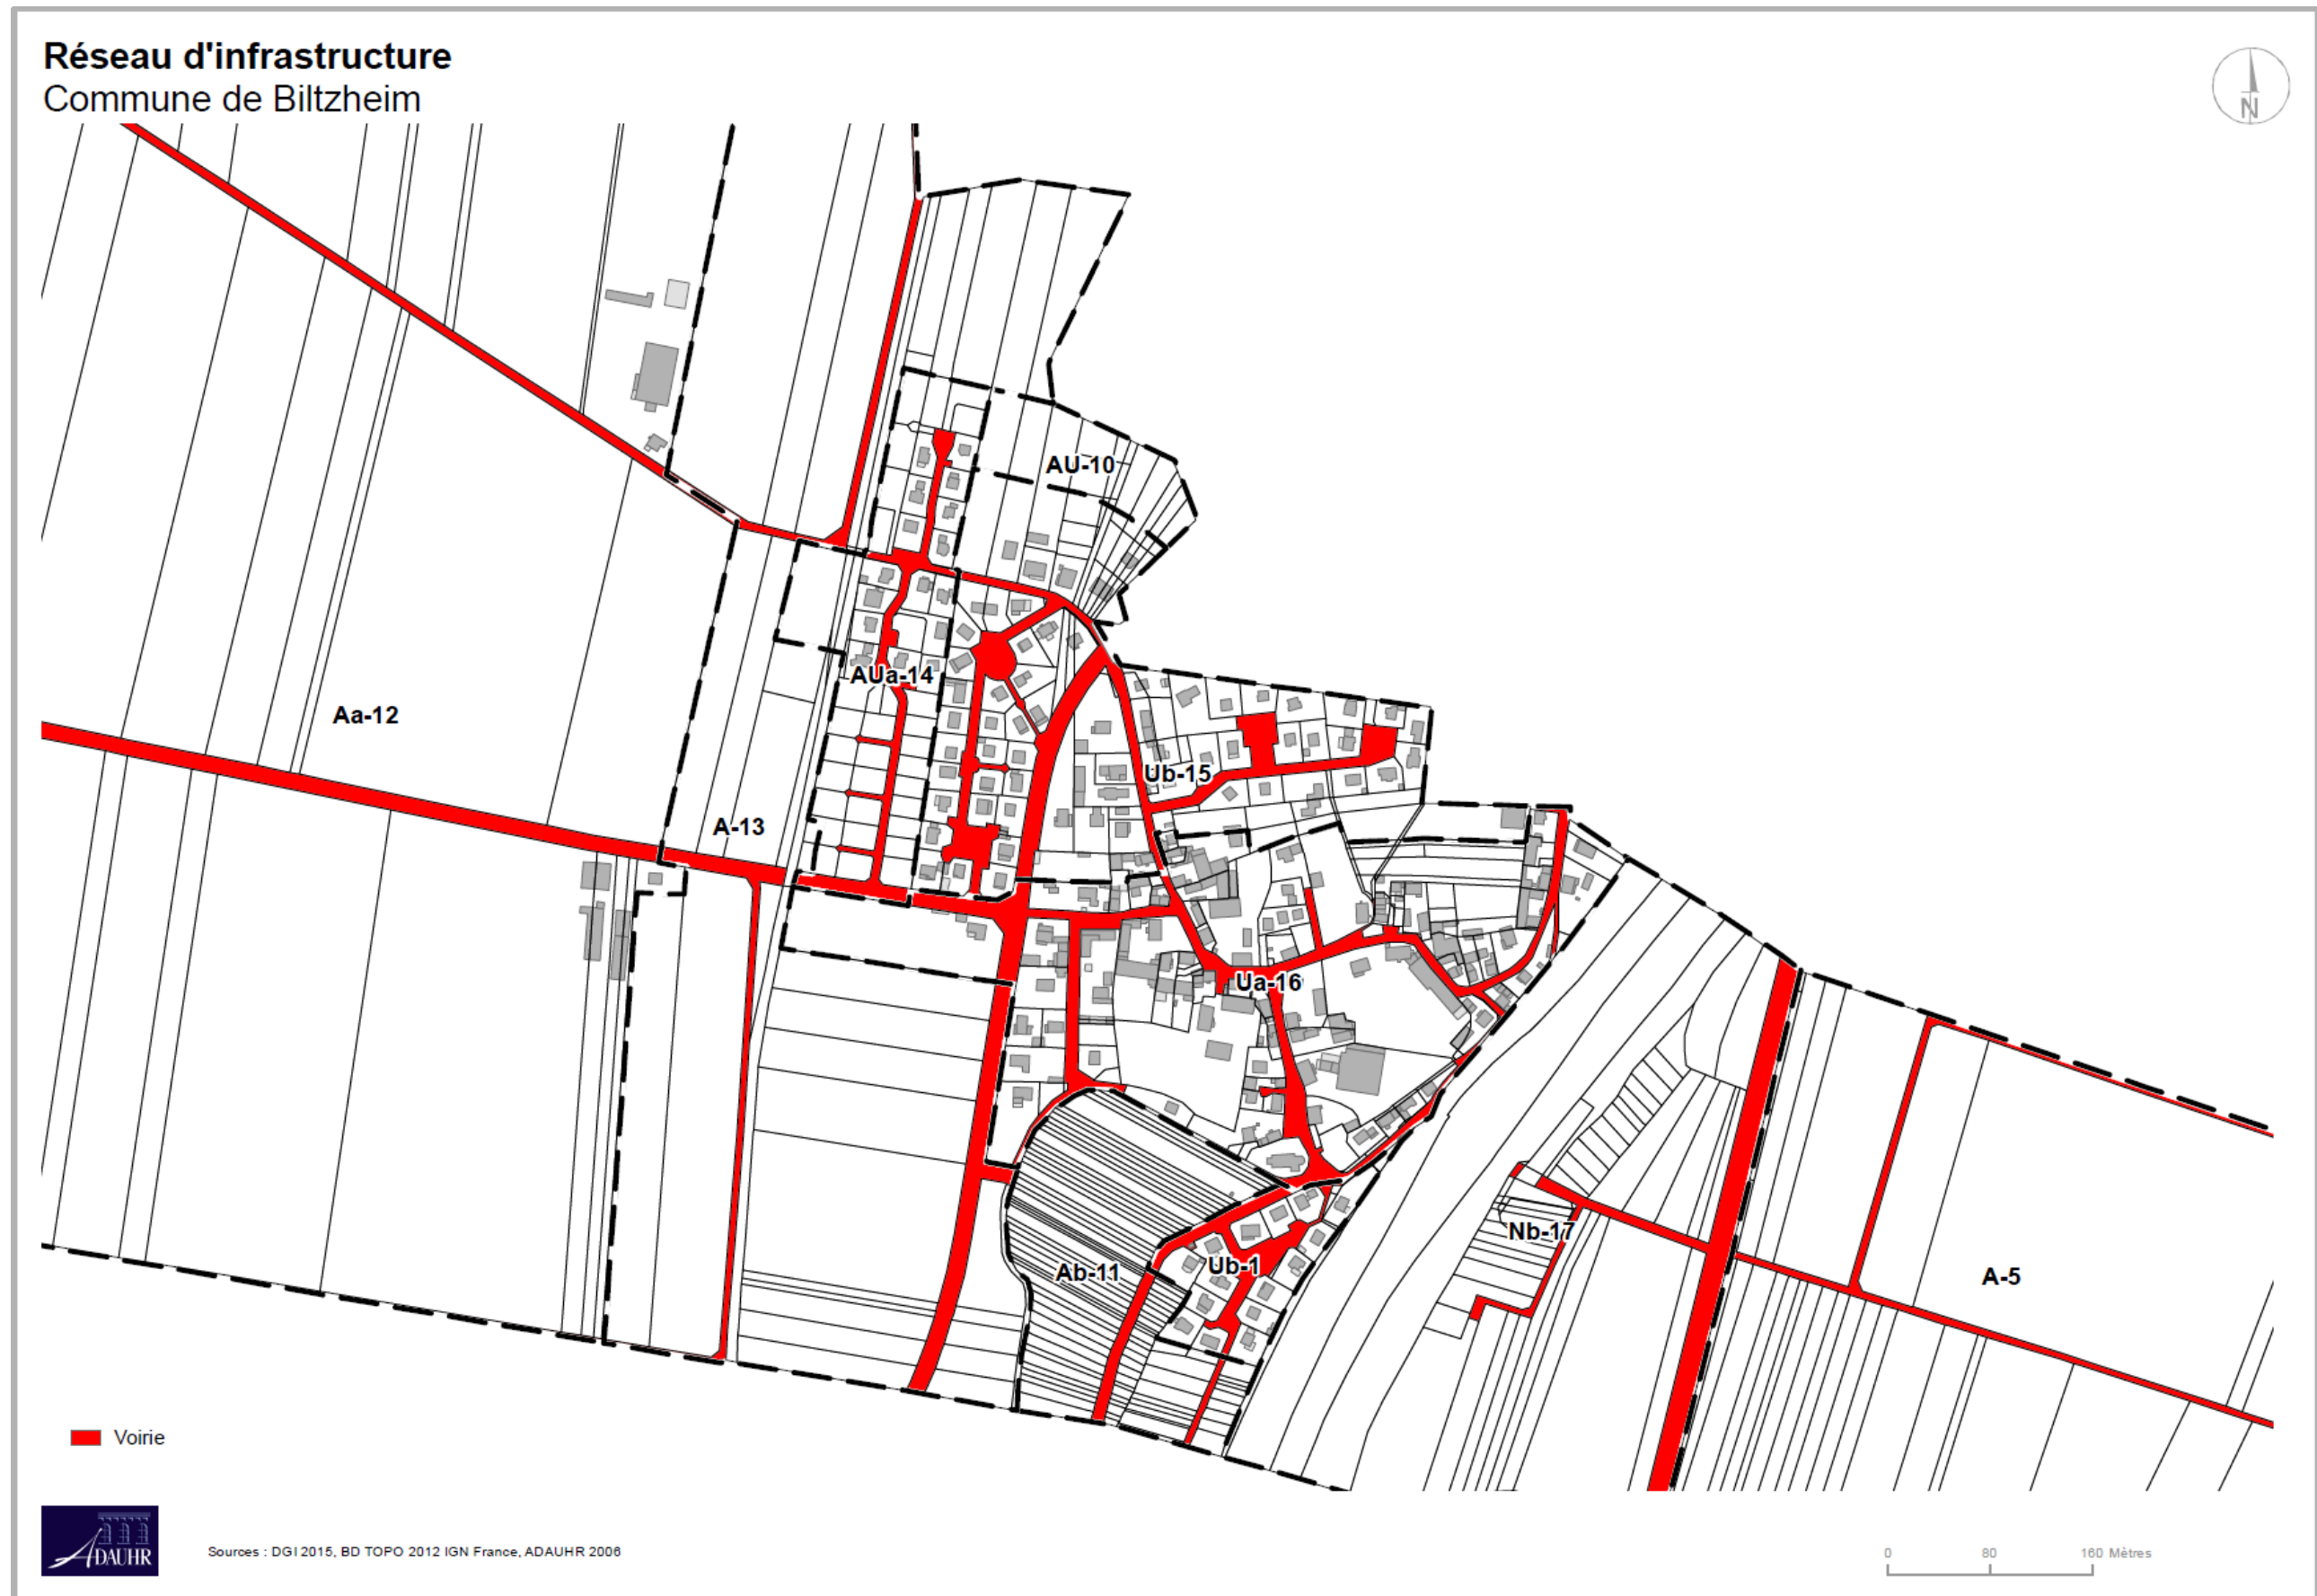 Réseau d'infrastructure
Commune de Biltzheim
N
AU-10
AUa-14
Aa-12
Ub-15
A-13
Ua-16
Nb-17
Ub-1
Ab-11
A-5
Voirie
ADAUHR
Sources : DGI 2015, BD TOPO 2012 IGN France, ADAUHR 2006
0 80 160 Mètres